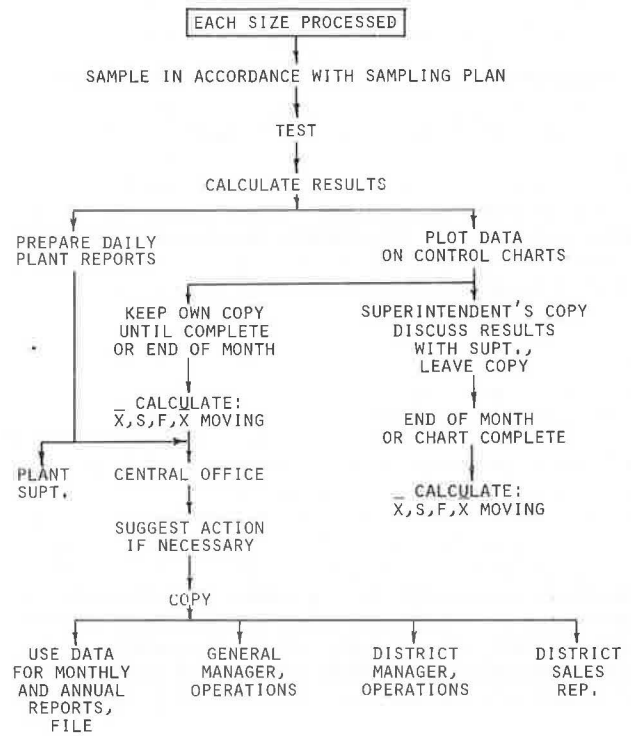 EACH SIZE PROCESSED
SAMPLE IN ACCORDANCE WITH SAMPLING PLAN
TEST
CALCULATE RESULTS
PREPARE DAILY
PLANT REPORTS
PLOT DATA
ON CONTROL CHARTS
KEEP OWN COPY
UNTIL COMPLETE
OR END OF MONTH
SUPERINTENDENT'S COPY
DISCUSS RESULTS
WITH SUPT.,
LEAVE COPY
CALCULATE:
X̅,S,F,X̅ MOVING
END OF MONTH
OR CHART COMPLETE
PLANT
SUPT.
CENTRAL OFFICE
CALCULATE:
X̅,S,F,X̅ MOVING
SUGGEST ACTION
IF NECESSARY
COPY
USE DATA
FOR MONTHLY
AND ANNUAL
REPORTS,
FILE
GENERAL
MANAGER,
OPERATIONS
DISTRICT
MANAGER,
OPERATIONS
DISTRICT
SALES
REP.